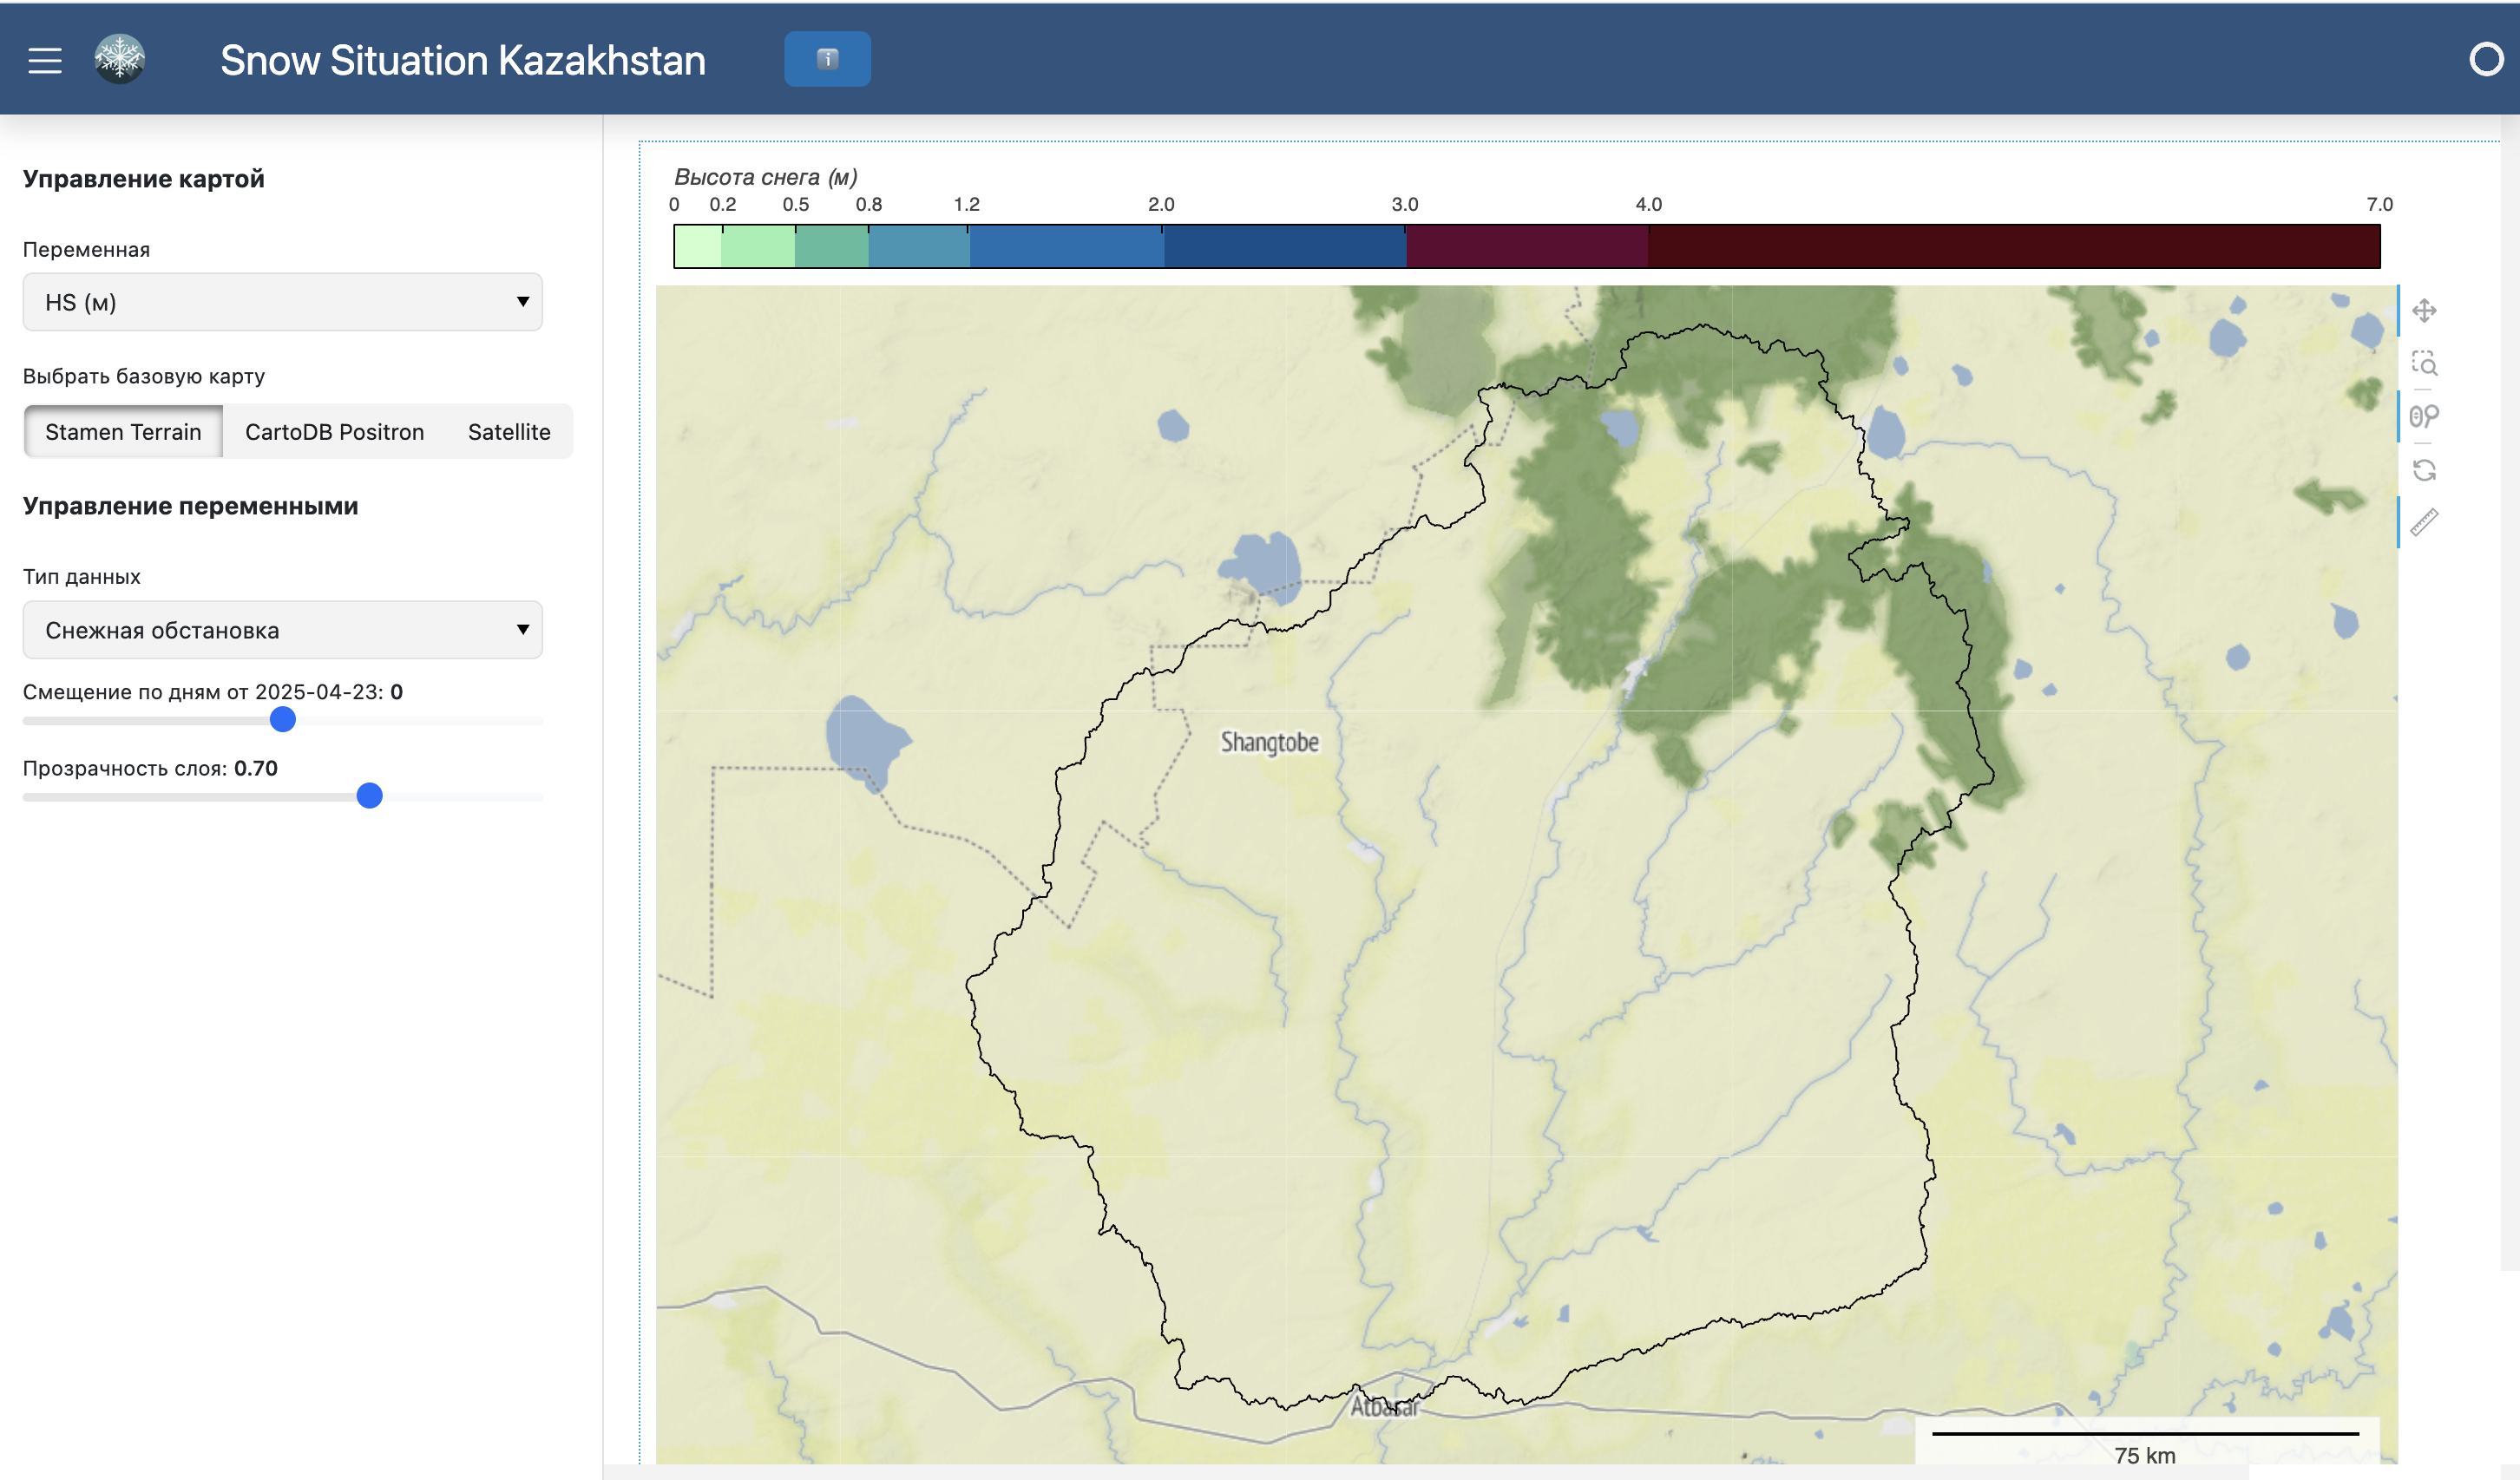 Snow Situation Kazakhstan
Управление картой
Переменная
HS (м)
Выбрать базовую карту
Stamen Terrain CartoDB Positron Satellite
Управление переменными
Тип данных
Снежная обстановка
Смещение по дням от 2025-04-23: 0
Прозрачность слоя: 0.70
Высота снега (м)
0 0.2 0.5 0.8 1.2 2.0 3.0 4.0 7.0
Shangtobe
Atbasar
75 km